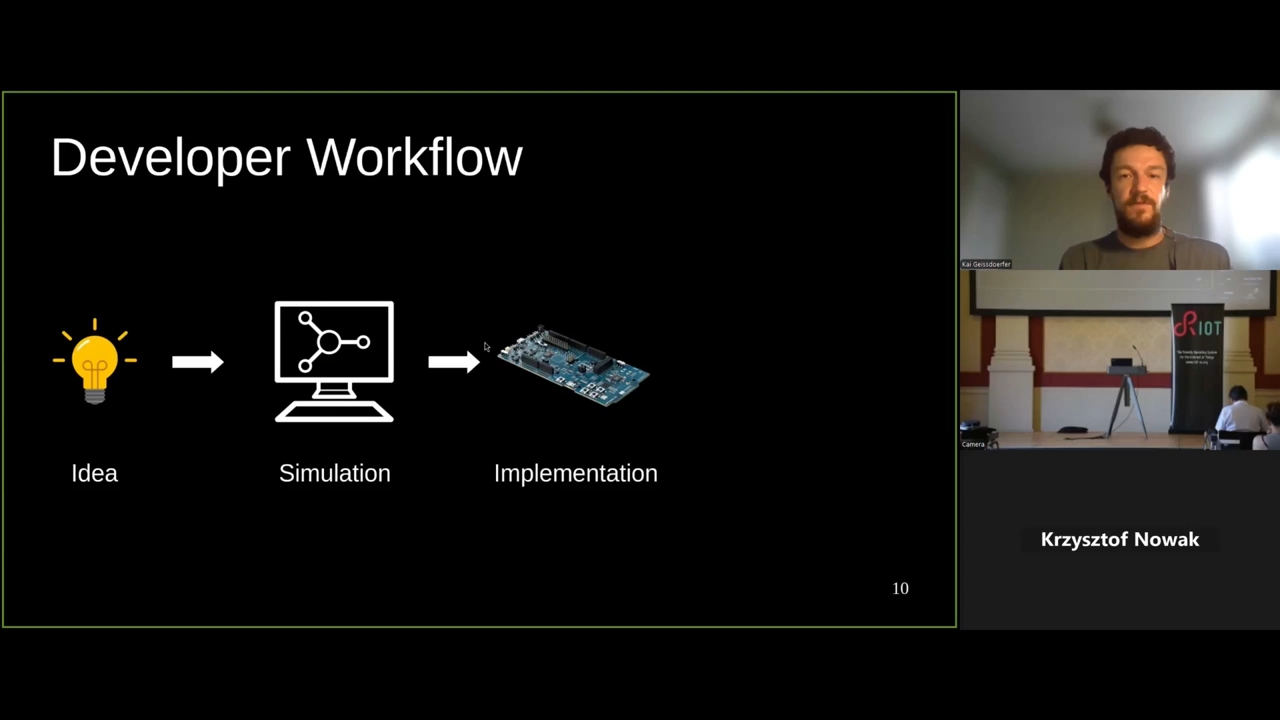 Developer Workflow
Idea
Simulation
Implementation
10
Kai Geissdoerfer
RIOT
Camera
Krzysztof Nowak